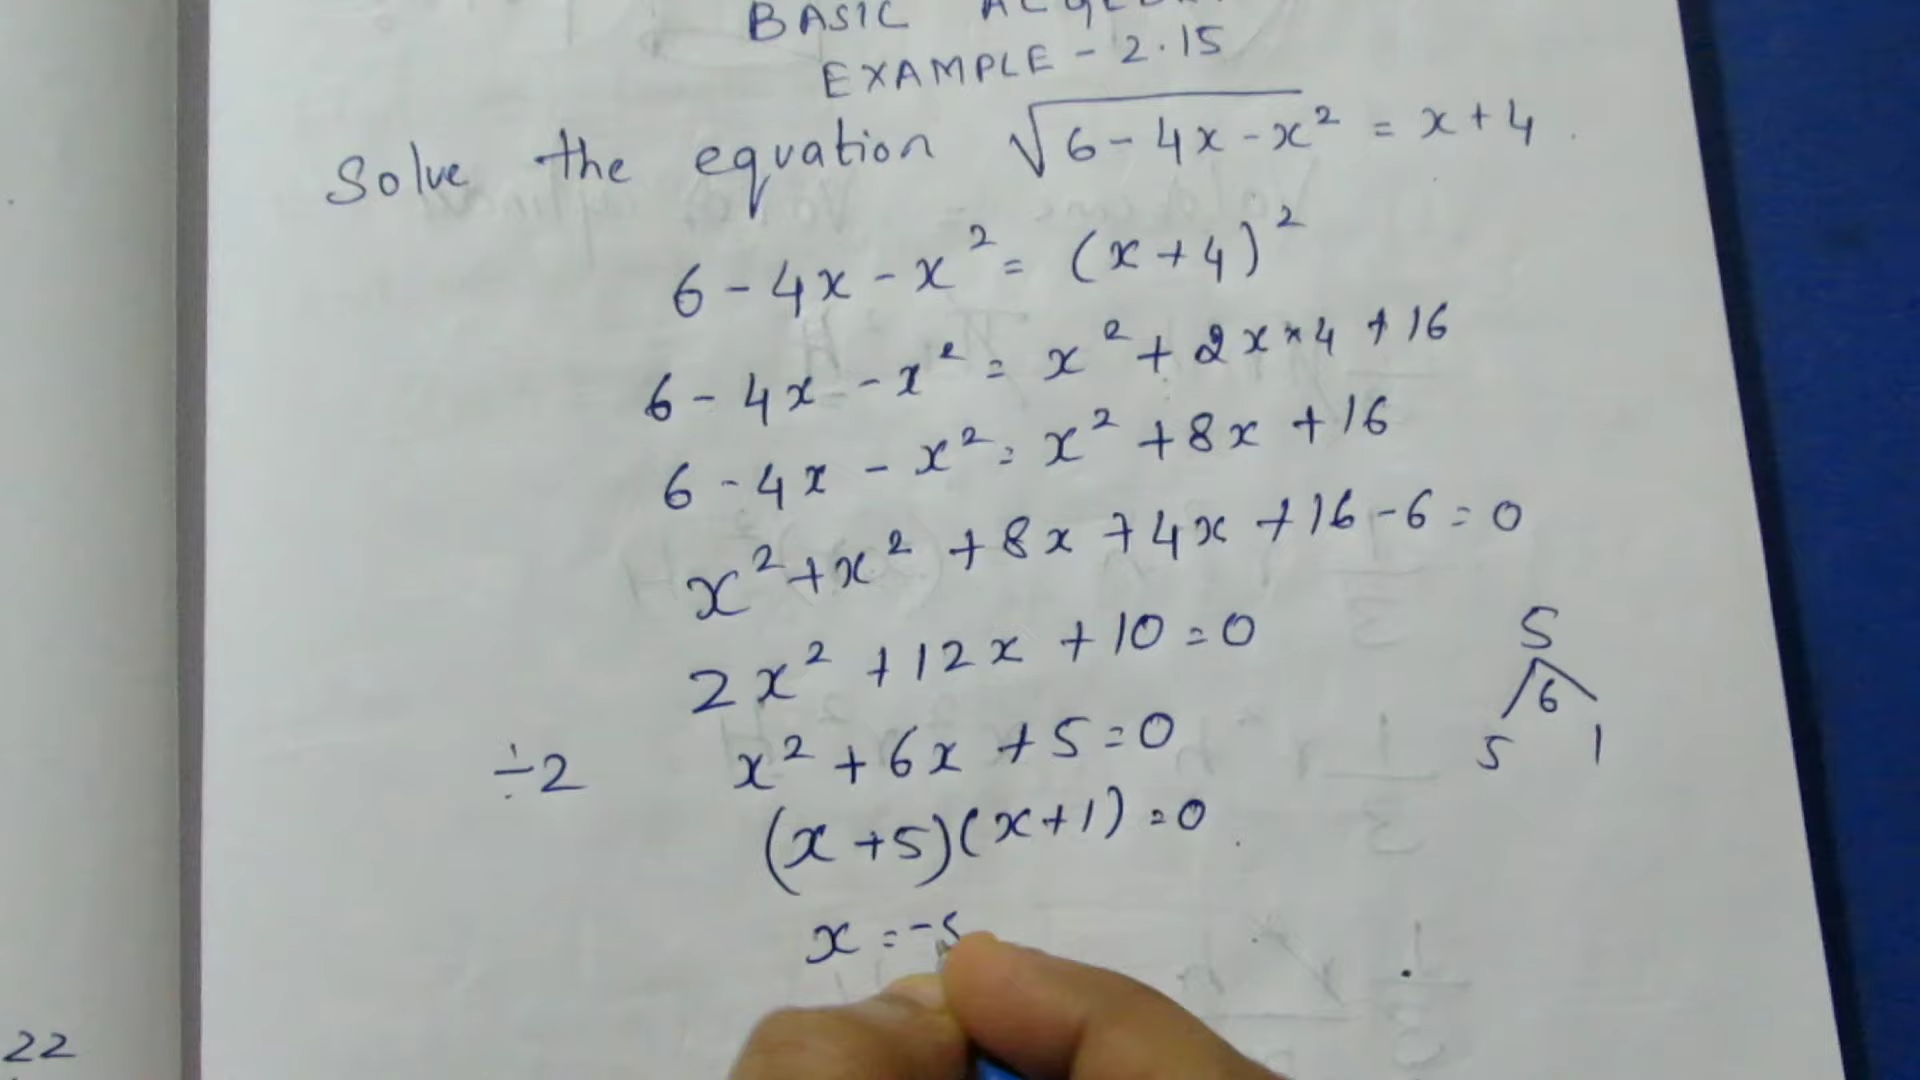 BASIC
EXAMPLE - 2.15
Solve the equation √6-4x-x² = x+4.
6-4x-x² = (x+4)²
6-4x-x² = x²+2x×4+16
6-4x-x² = x²+8x+16
x²+x²+8x+4x+16-6=0
2x²+12x+10=0
÷2 x²+6x+5=0
(x+5)(x+1)=0
x=-5
5
6
5 1
22